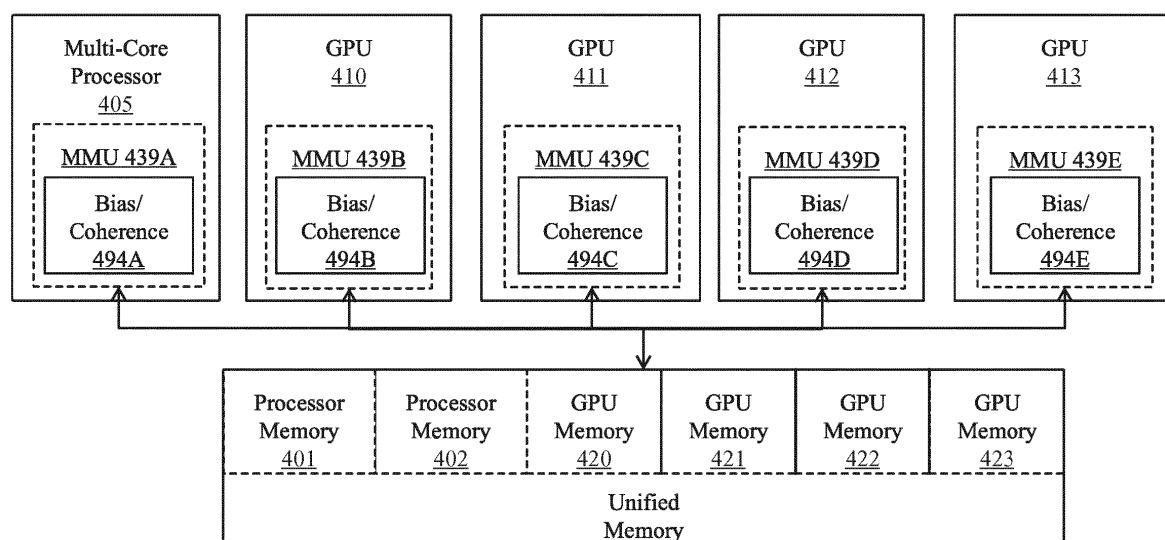 Multi-Core
Processor
405
MMU 439A
Bias/
Coherence
494A
GPU
410
MMU 439B
Bias/
Coherence
494B
GPU
411
MMU 439C
Bias/
Coherence
494C
GPU
412
MMU 439D
Bias/
Coherence
494D
GPU
413
MMU 439E
Bias/
Coherence
494E
Processor
Memory
401
Processor
Memory
402
GPU
Memory
420
GPU
Memory
421
GPU
Memory
422
GPU
Memory
423
Unified
Memory